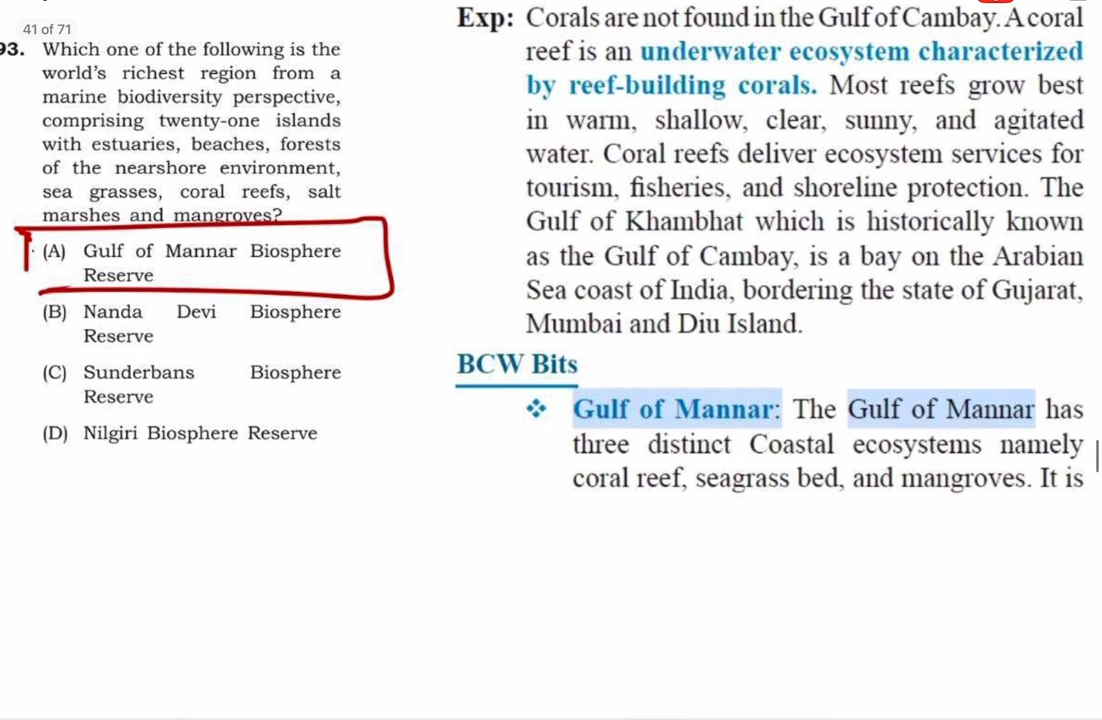 41 of 71
93. Which one of the following is the
world's richest region from a
marine biodiversity perspective,
comprising twenty-one islands
with estuaries, beaches, forests
of the nearshore environment,
sea grasses, coral reefs, salt
marshes and mangroves?
(A) Gulf of Mannar Biosphere
Reserve
(B) Nanda Devi Biosphere
Reserve
(C) Sunderbans Biosphere
Reserve
(D) Nilgiri Biosphere Reserve
Exp: Corals are not found in the Gulf of Cambay. A coral
reef is an underwater ecosystem characterized
by reef-building corals. Most reefs grow best
in warm, shallow, clear, sunny, and agitated
water. Coral reefs deliver ecosystem services for
tourism, fisheries, and shoreline protection. The
Gulf of Khambhat which is historically known
as the Gulf of Cambay, is a bay on the Arabian
Sea coast of India, bordering the state of Gujarat,
Mumbai and Diu Island.
BCW Bits
❖ Gulf of Mannar: The Gulf of Mannar has
three distinct Coastal ecosystems namely
coral reef, seagrass bed, and mangroves. It is